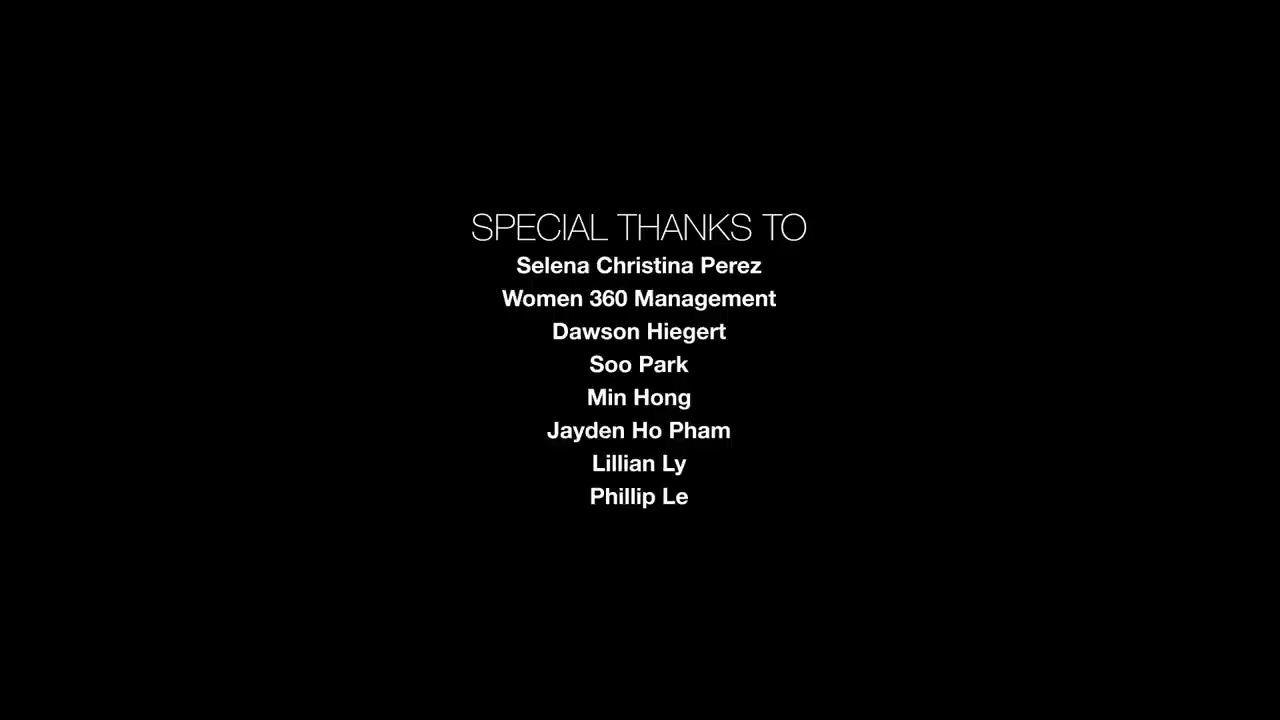 SPECIAL THANKS TO
Selena Christina Perez
Women 360 Management
Dawson Hiegert
Soo Park
Min Hong
Jayden Ho Pham
Lillian Ly
Phillip Le